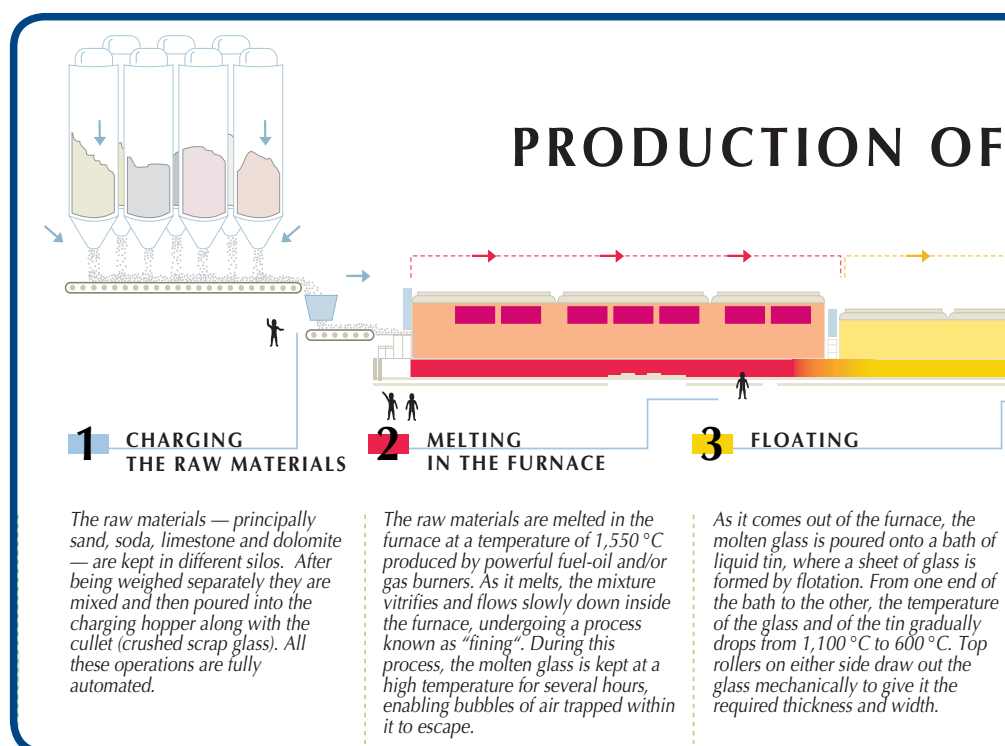 PRODUCTION OF
1 CHARGING
THE RAW MATERIALS
The raw materials — principally
sand, soda, limestone and dolomite
— are kept in different silos. After
being weighed separately they are
mixed and then poured into the
charging hopper along with the
cullet (crushed scrap glass). All
these operations are fully
automated.
2 MELTING
IN THE FURNACE
The raw materials are melted in the
furnace at a temperature of 1,550 °C
produced by powerful fuel-oil and/or
gas burners. As it melts, the mixture
vitrifies and flows slowly down inside
the furnace, undergoing a process
known as “fining“. During this
process, the molten glass is kept at a
high temperature for several hours,
enabling bubbles of air trapped within
it to escape.
3 FLOATING
As it comes out of the furnace, the
molten glass is poured onto a bath of
liquid tin, where a sheet of glass is
formed by flotation. From one end of
the bath to the other, the temperature
of the glass and of the tin gradually
drops from 1,100 °C to 600 °C. Top
rollers on either side draw out the
glass mechanically to give it the
required thickness and width.